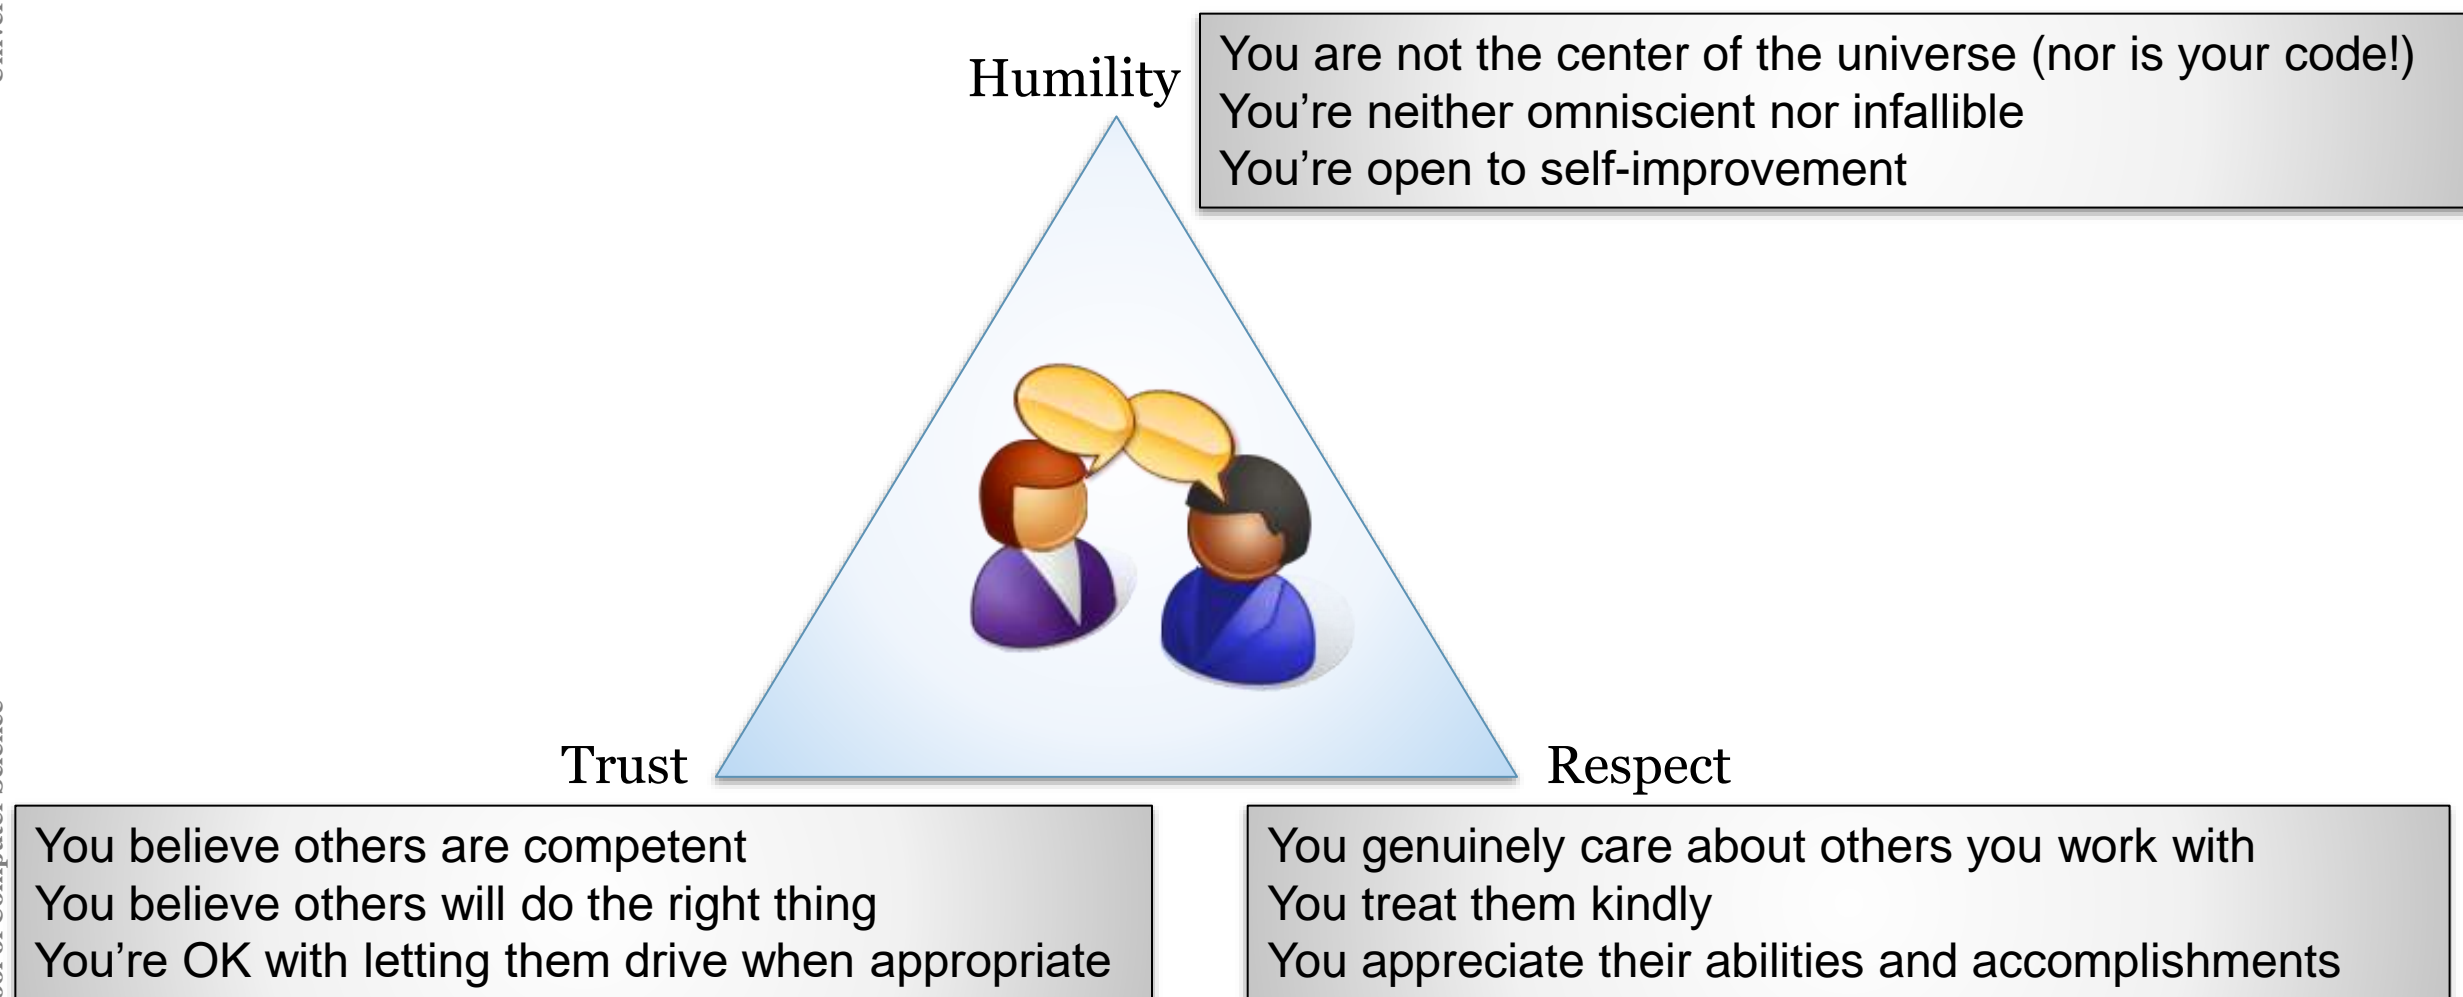 Humility
You are not the center of the universe (nor is your code!)
You’re neither omniscient nor infallible
You’re open to self-improvement
Trust
Respect
You believe others are competent
You believe others will do the right thing
You’re OK with letting them drive when appropriate
You genuinely care about others you work with
You treat them kindly
You appreciate their abilities and accomplishments